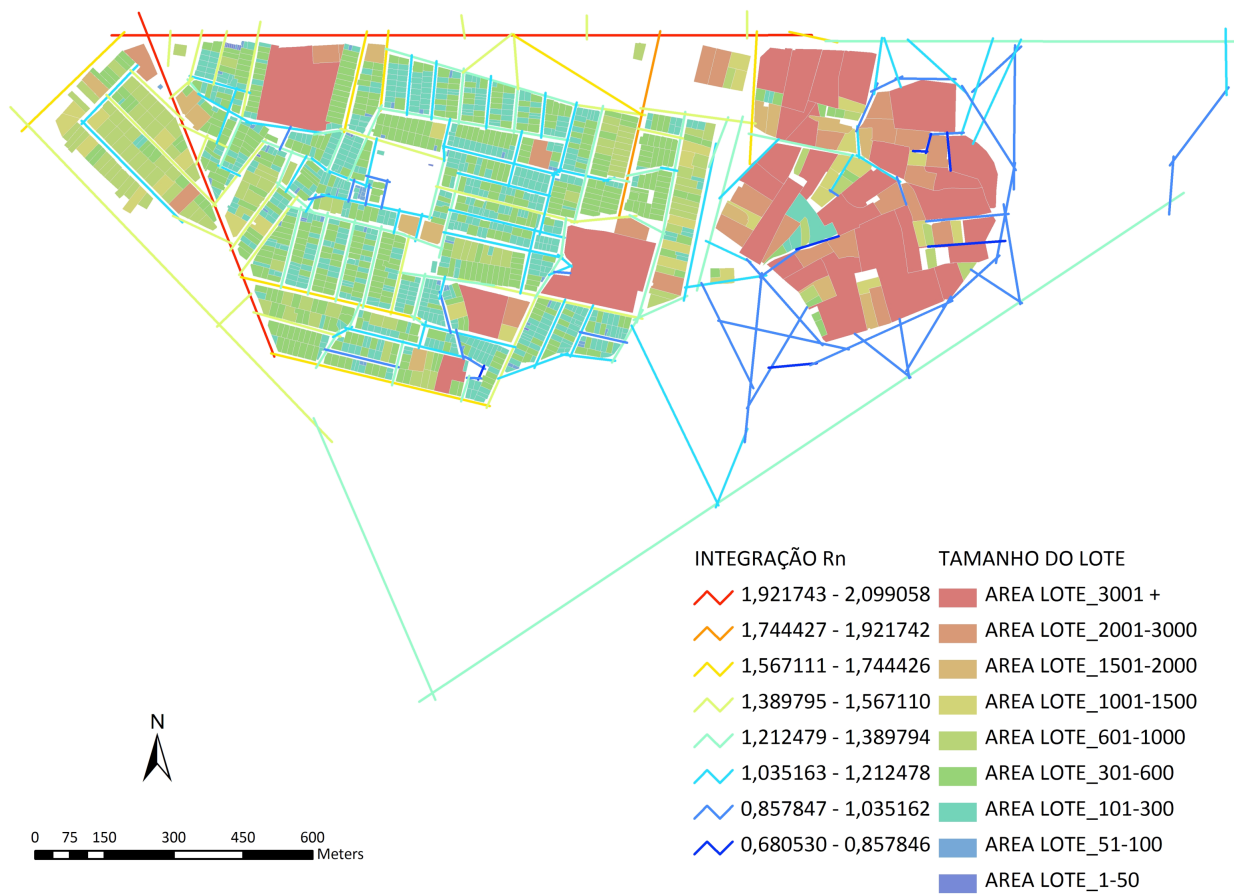 INTEGRAÇÃO Rn TAMANHO DO LOTE
1,921743 - 2,099058 AREA LOTE_3001 +
1,744427 - 1,921742 AREA LOTE_2001-3000
1,567111 - 1,744426 AREA LOTE_1501-2000
1,389795 - 1,567110 AREA LOTE_1001-1500
1,212479 - 1,389794 AREA LOTE_601-1000
1,035163 - 1,212478 AREA LOTE_301-600
0,857847 - 1,035162 AREA LOTE_101-300
0,680530 - 0,857846 AREA LOTE_51-100
AREA LOTE_1-50
N
0 75 150 300 450 600
Meters